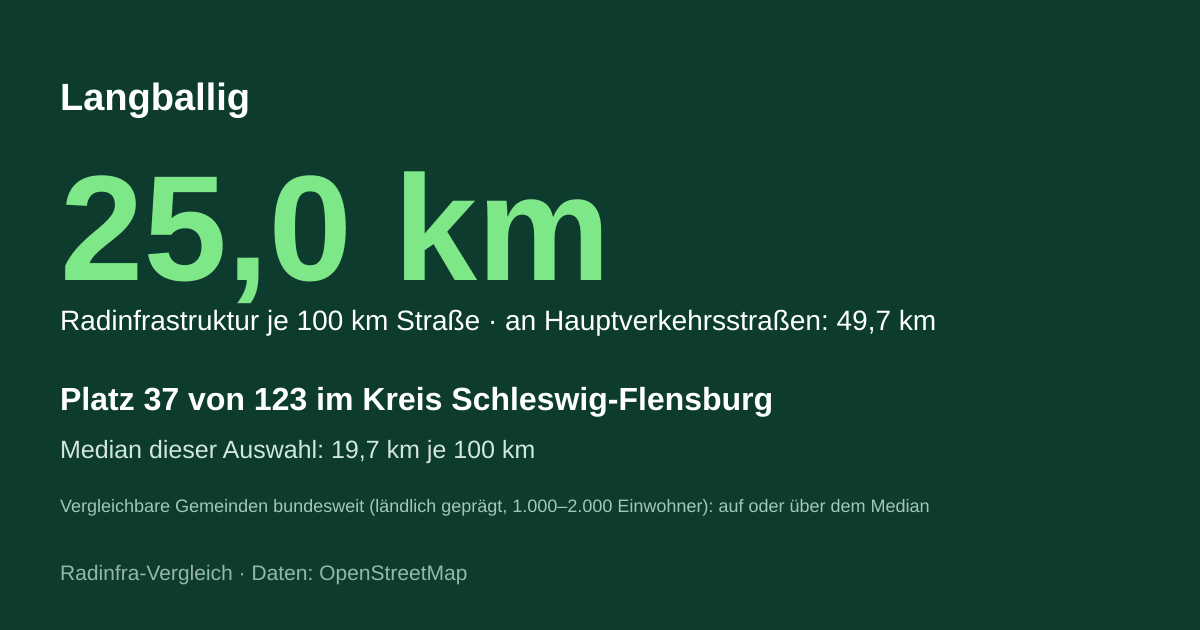 Langballig
25,0 km
Radinfrastruktur je 100 km Straße · an Hauptverkehrsstraßen: 49,7 km
Platz 37 von 123 im Kreis Schleswig-Flensburg
Median dieser Auswahl: 19,7 km je 100 km
Vergleichbare Gemeinden bundesweit (ländlich geprägt, 1.000–2.000 Einwohner): auf oder über dem Median
Radinfra-Vergleich · Daten: OpenStreetMap